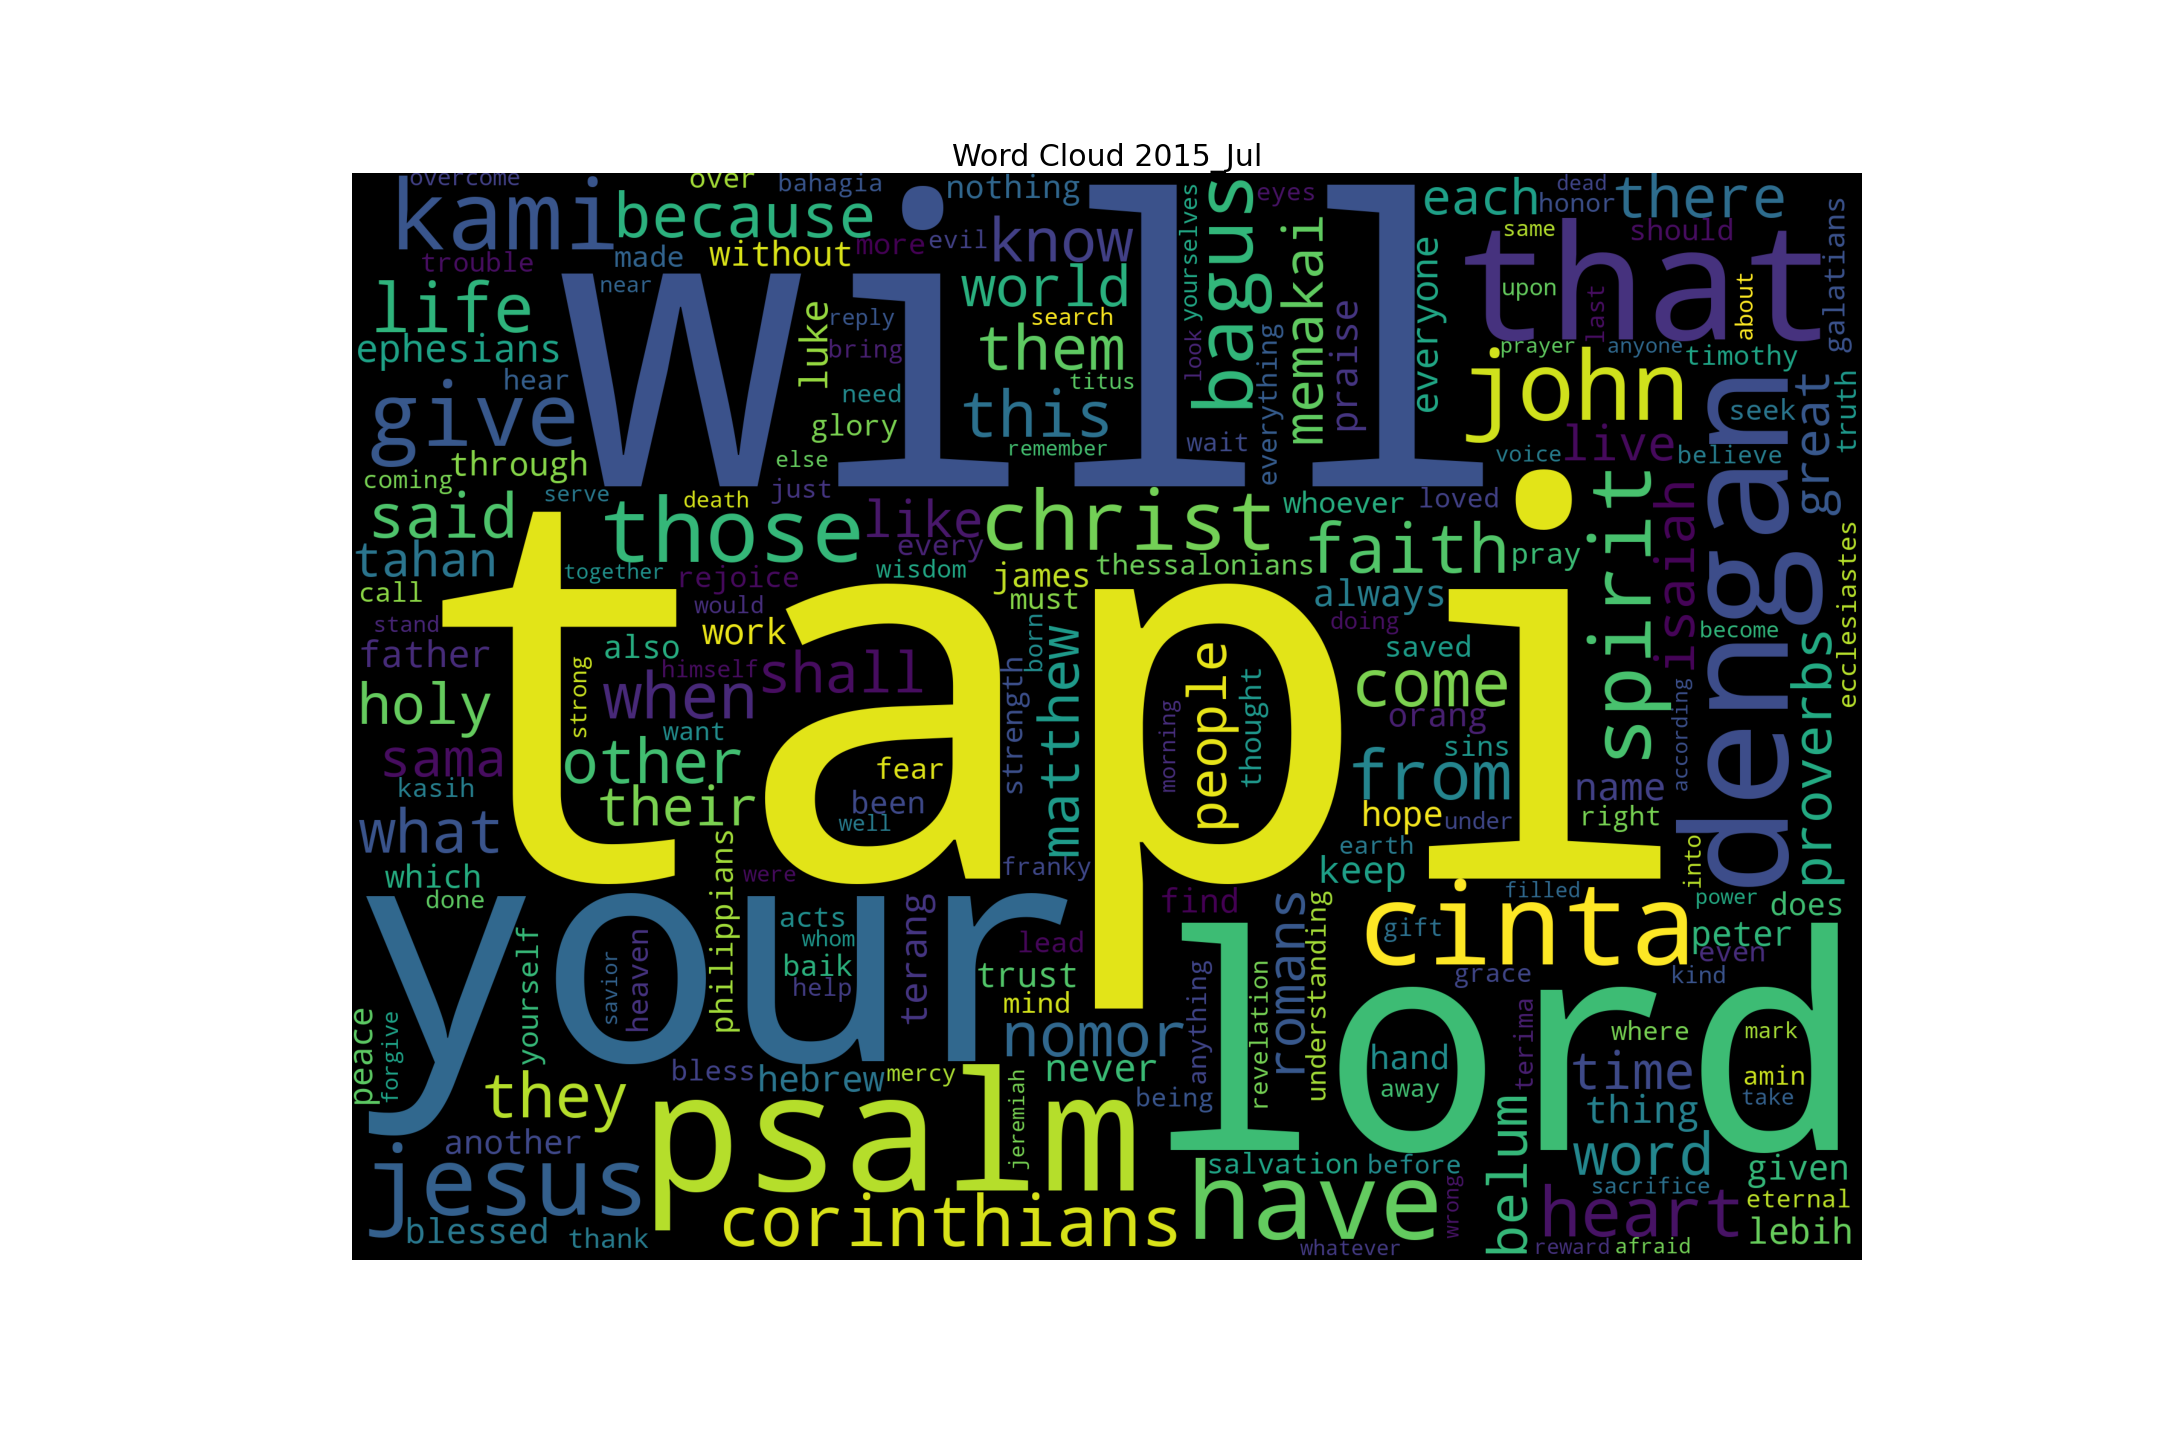 Word Cloud 2015_Jul
overcome
over
bahagia
nothing
kami
because
will
yourselves
bagus
eyes
each
dead
honor
there
that
same
should
galatians
trouble
made
without
more
evil
know
near
life
world
memakai
everyone
upon
last
about
ephesians
luke
reply
search
bring
them
look
praise
prayer
anyone
timothy
hear
need
titus
john
give
glory
this
wait
everything
great
seek
truth
through
else
remember
voice
live
believe
coming
serve
death
just
whoever
loved
dengan
said
those
like
christ
faith
pray
spirit
isaiah
ecclesiastes
tahan
together
every
wisdom
thessalonians
james
rejoice
tapi
call
would
must
always
stand
work
born
doing
become
father
also
himself
shall
saved
proverbs
holy
strong
when
strength
matthew
people
thought
come
orang
according
sama
want
other
fear
morning
sins
from
name
kasih
their
been
well
hope
under
right
what
earth
which
were
franky
keep
into
done
philippians
find
filled
power
does
your
acts
terang
romans
understanding
cinta
gift
peter
yourself
savior
heaven
whom
lead
even
baik
help
trust
anything
revelation
grace
kind
mind
lord
terima
where
mark
peace
forgive
nomor
hand
time
amin
they
bless
hebrew
mercy
never
being
away
thing
take
psalm
jeremiah
belum
another
jesus
salvation
before
word
given
blessed
thank
corinthians
have
wrong
sacrifice
heart
eternal
lebih
whatever
reward
afraid